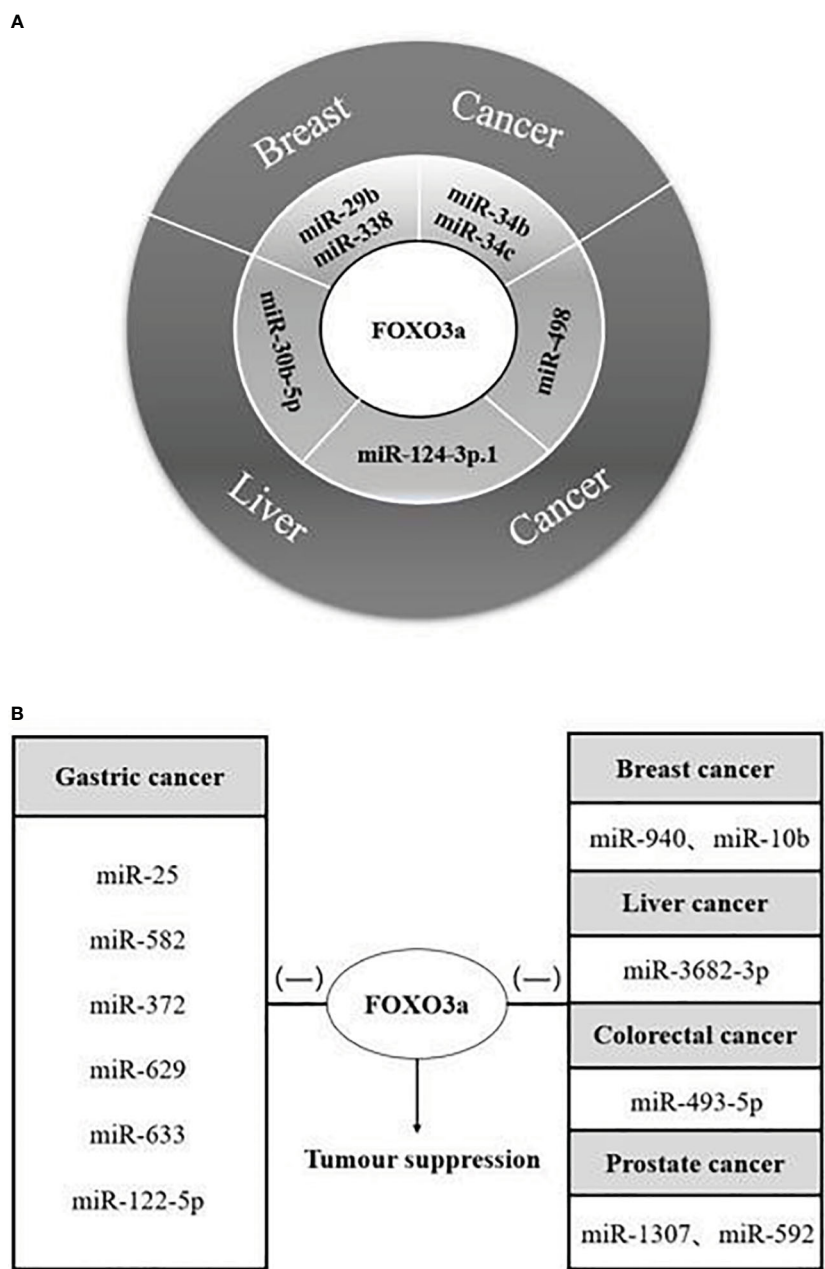 A
Breast Cancer
miR-29b
miR-338
miR-34b
miR-34c
miR-30b-5p
FOXO3a
miR-498
miR-124-3p.1
Liver Cancer
B
Gastric cancer
miR-25
miR-582
miR-372
miR-629
miR-633
miR-122-5p
(—)
FOXO3a
(—)
Tumour suppression
Breast cancer
miR-940、miR-10b
Liver cancer
miR-3682-3p
Colorectal cancer
miR-493-5p
Prostate cancer
miR-1307、miR-592